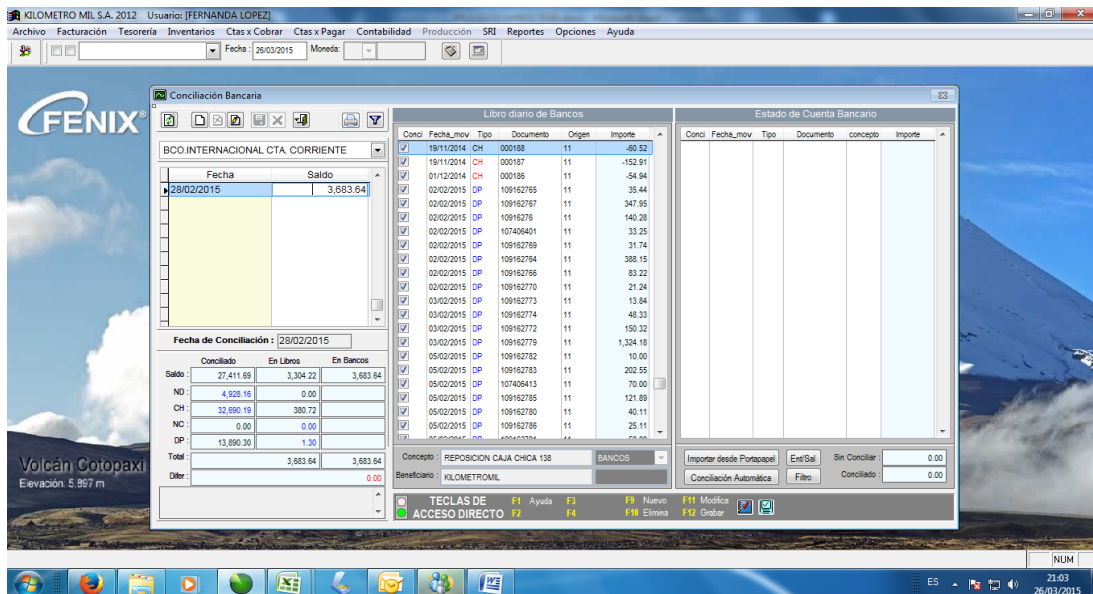 KILOMETRO MIL S.A. 2012 Usuario: [FERNANDA LOPEZ]
Archivo Facturación Tesorería Inventarios Ctas x Cobrar Ctas x Pagar Contabilidad Producción SRI Reportes Opciones Ayuda
Fecha : 26/03/2015 Moneda:
FENIX®
Conciliación Bancaria
BCO.INTERNACIONAL CTA. CORRIENTE
Fecha Saldo
28/02/2015 3,683.64
Fecha de Conciliación : 28/02/2015
Conciliado En Libros En Bancos
Saldo : 27,411.69 3,304.22 3,683.64
ND : 4,928.16 0.00
CH : 32,690.19 380.72
NC : 0.00 0.00
DP : 13,890.30 1.30
Total : 3,683.64 3,683.64
Difer : 0.00
Libro diario de Bancos
Conci Fecha_mov Tipo Documento Origen Importe
19/11/2014 CH 000188 11 -60.52
19/11/2014 CH 000187 11 -152.91
01/12/2014 CH 000186 11 -54.94
02/02/2015 DP 109162765 11 35.44
02/02/2015 DP 109162767 11 347.95
02/02/2015 DP 10916276 11 140.28
02/02/2015 DP 107406401 11 33.25
02/02/2015 DP 109162769 11 31.74
02/02/2015 DP 109162764 11 388.15
02/02/2015 DP 109162766 11 83.22
02/02/2015 DP 109162770 11 21.24
03/02/2015 DP 109162773 11 13.84
03/02/2015 DP 109162774 11 48.33
03/02/2015 DP 109162772 11 150.32
03/02/2015 DP 109162779 11 1,324.18
05/02/2015 DP 109162782 11 10.00
05/02/2015 DP 109162783 11 202.55
05/02/2015 DP 107406413 11 70.00
05/02/2015 DP 109162785 11 121.89
05/02/2015 DP 109162780 11 40.11
05/02/2015 DP 109162786 11 25.11
Concepto : REPOSICION CAJA CHICA 138 BANCOS
Beneficiario : KILOMETROMIL
Estado de Cuenta Bancario
Conci Fecha_mov Tipo Documento concepto Importe
Importar desde Portapapel Ent/Sal Sin Conciliar : 0.00
Conciliación Automática Filtro Conciliado : 0.00
TECLAS DE F1 Ayuda F3 F9 Nuevo F11 Modifica
ACCESO DIRECTO F2 F4 F10 Elimina F12 Grabar
Volcán Cotopaxi
Elevación: 5.897 m
NUM
ES 21:03
26/03/2015